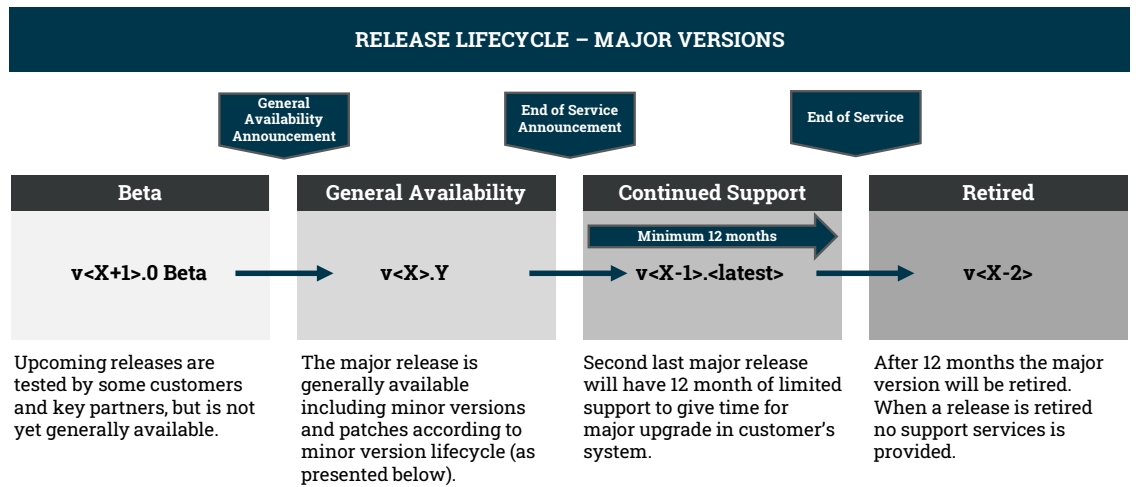 RELEASE LIFECYCLE – MAJOR VERSIONS
General
Availability
Announcement
End of Service
Announcement
End of Service
Beta
General Availability
Continued Support
Retired
Minimum 12 months
v<X+1>.0 Beta
v<X>.Y
v<X-1>.<latest>
v<X-2>
Upcoming releases are
tested by some customers
and key partners, but is not
yet generally available.
The major release is
generally available
including minor versions
and patches according to
minor version lifecycle (as
presented below).
Second last major release
will have 12 month of limited
support to give time for
major upgrade in customer’s
system.
After 12 months the major
version will be retired.
When a release is retired
no support services is
provided.